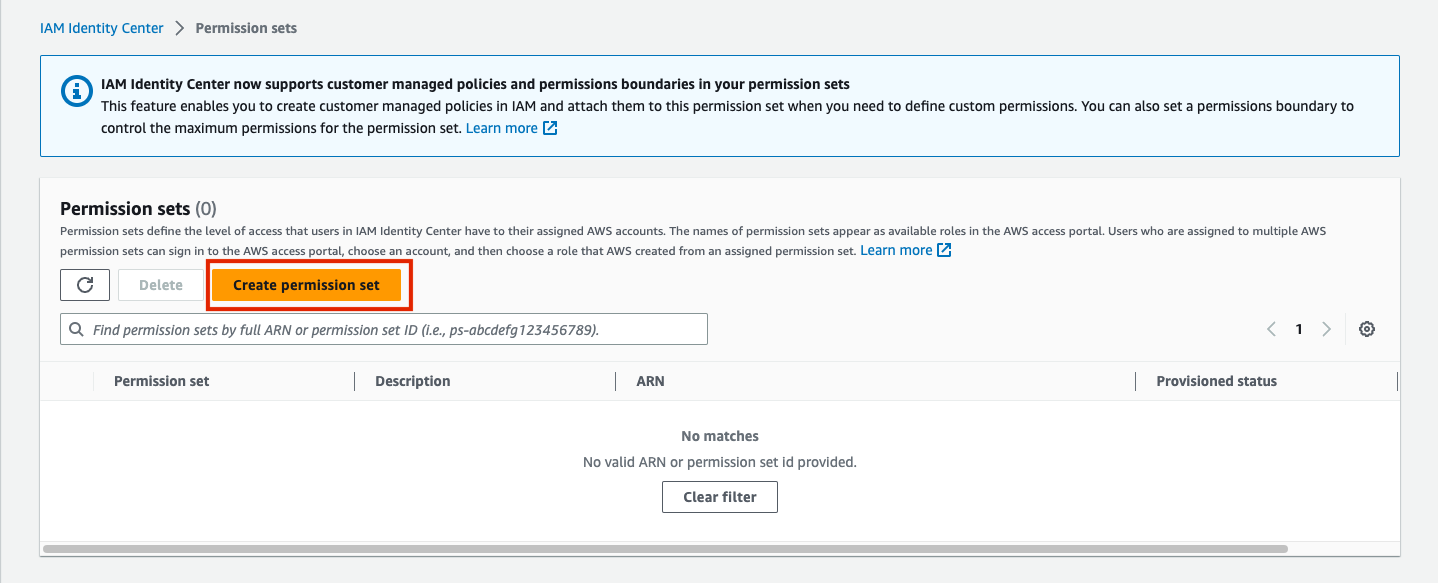 IAM Identity Center > Permission sets
IAM Identity Center now supports customer managed policies and permissions boundaries in your permission sets
This feature enables you to create customer managed policies in IAM and attach them to this permission set when you need to define custom permissions. You can also set a permissions boundary to
control the maximum permissions for the permission set. Learn more
Permission sets (0)
Permission sets define the level of access that users in IAM Identity Center have to their assigned AWS accounts. The names of permission sets appear as available roles in the AWS access portal. Users who are assigned to multiple AWS
permission sets can sign in to the AWS access portal, choose an account, and then choose a role that AWS created from an assigned permission set. Learn more
Delete Create permission set
Find permission sets by full ARN or permission set ID (i.e., ps-abcdefg123456789). 1
Permission set Description ARN Provisioned status
No matches
No valid ARN or permission set id provided.
Clear filter